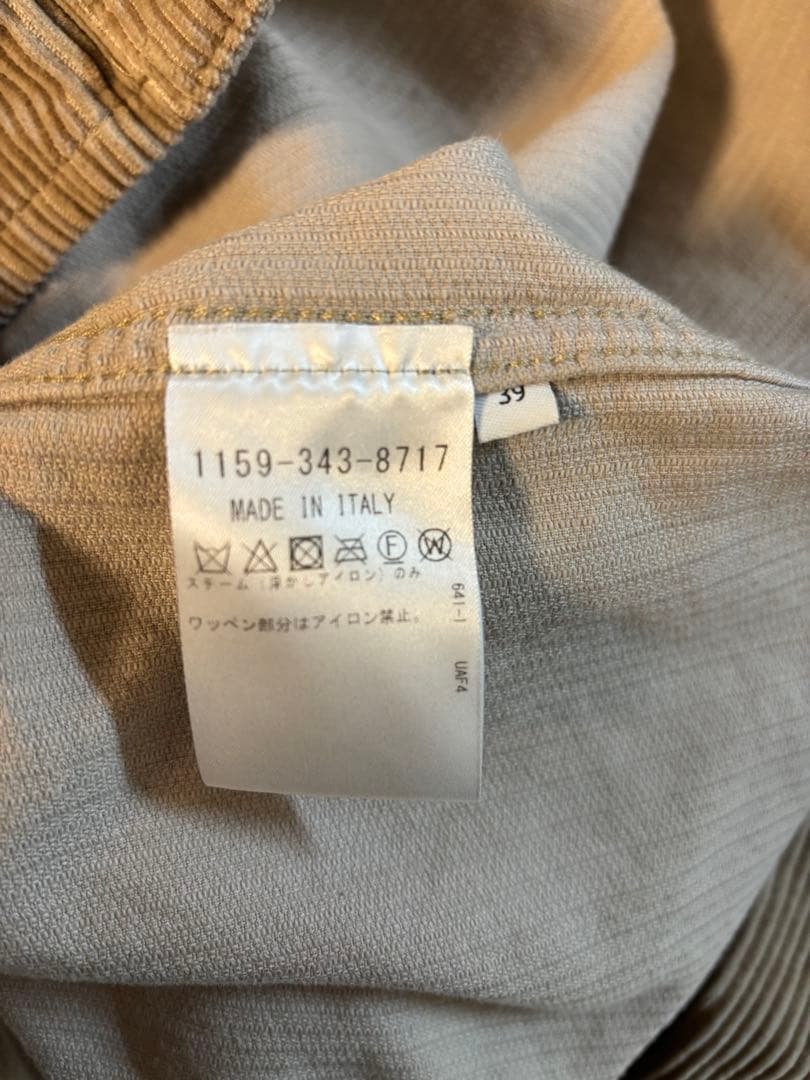 39
1159-343-8717
MADE IN ITALY
F W
スチーム（浮かしアイロン）のみ
ワッペン部分はアイロン禁止。
641-1 UAF4